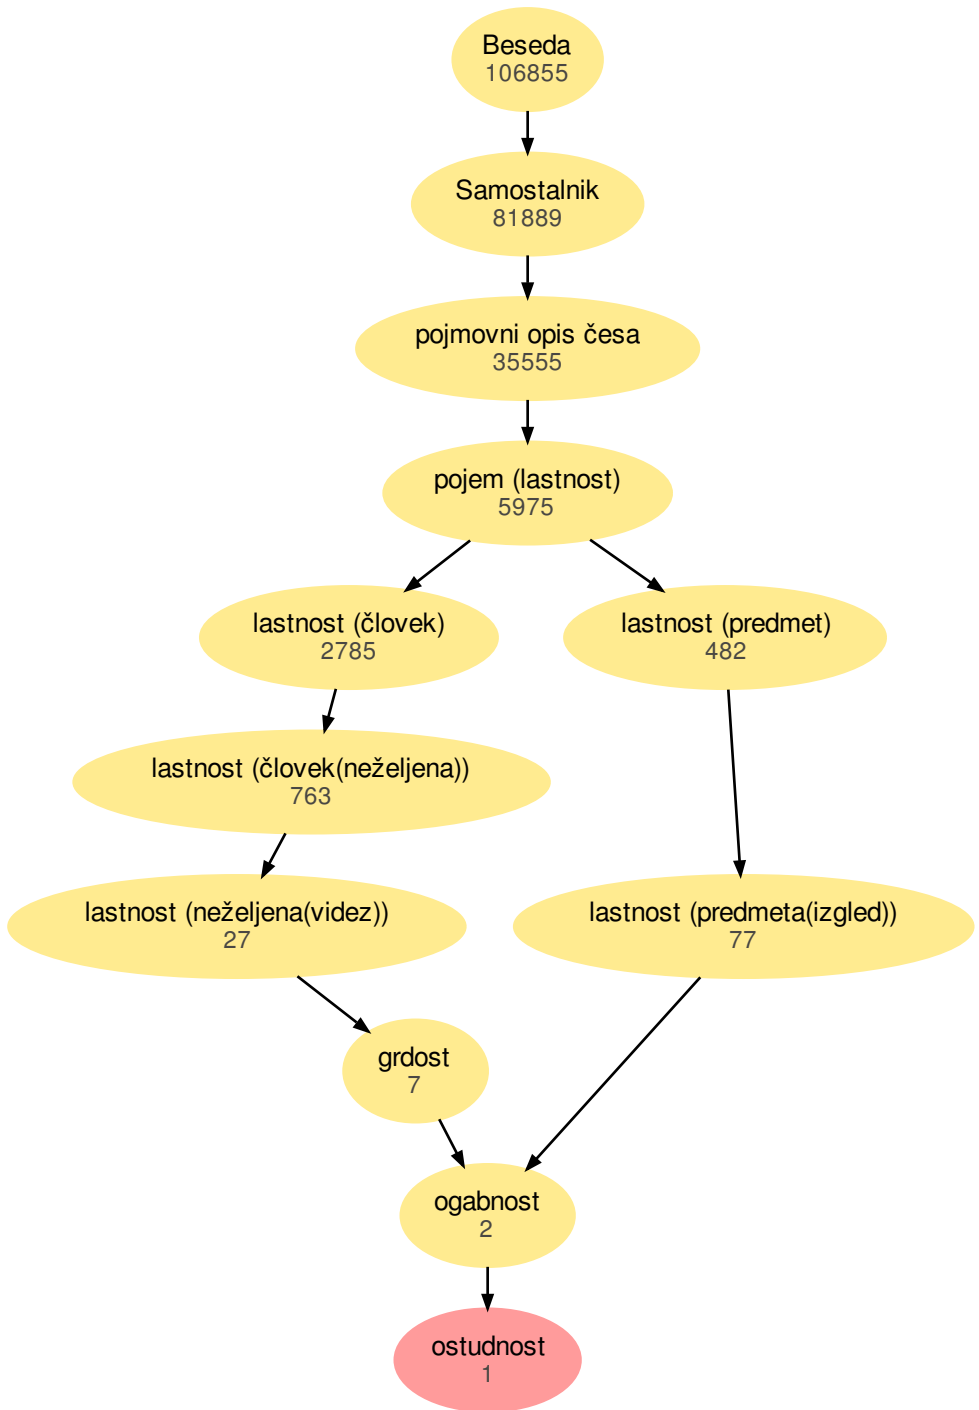 Beseda
106855
Samostalnik
81889
pojmovni opis česa
35555
pojem (lastnost)
5975
lastnost (človek)
2785
lastnost (predmet)
482
lastnost (človek(neželjena))
763
lastnost (neželjena(videz))
27
lastnost (predmeta(izgled))
77
grdost
7
ogabnost
2
ostudnost
1